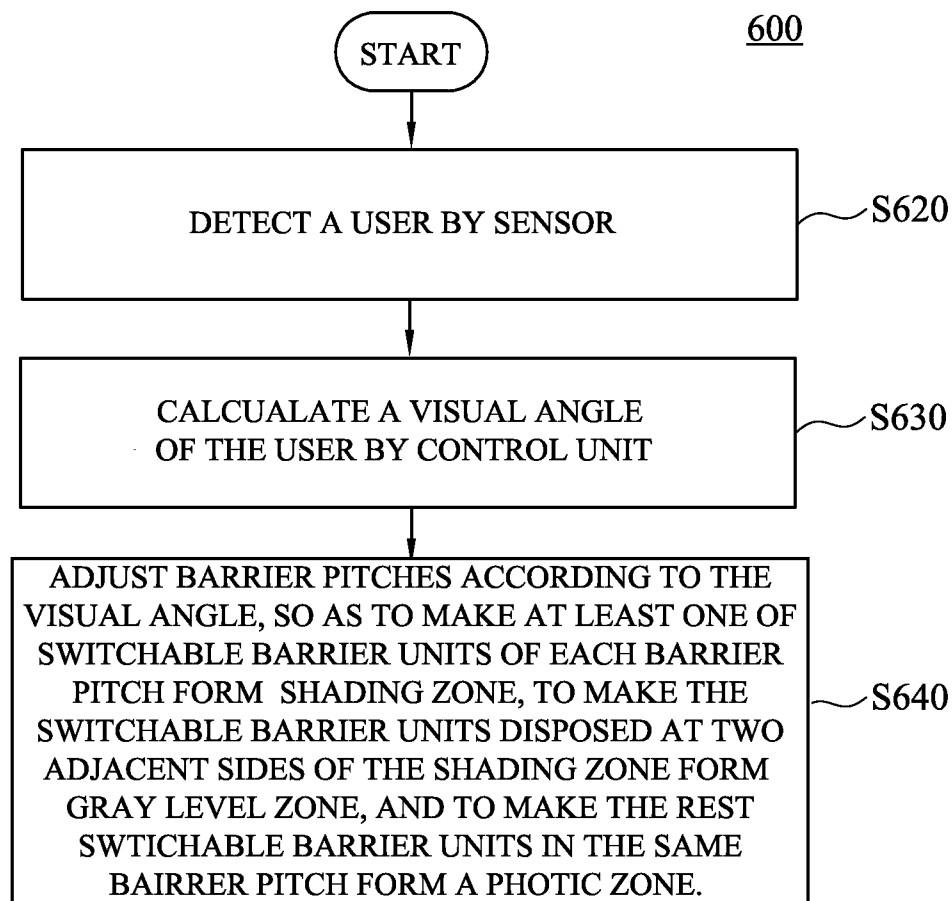 600
START
DETECT A USER BY SENSOR
S620
CALCUALATE A VISUAL ANGLE
OF THE USER BY CONTROL UNIT
S630
ADJUST BARRIER PITCHES ACCORDING TO THE
VISUAL ANGLE, SO AS TO MAKE AT LEAST ONE OF
SWITCHABLE BARRIER UNITS OF EACH BARRIER
PITCH FORM SHADING ZONE, TO MAKE THE
SWITCHABLE BARRIER UNITS DISPOSED AT TWO
ADJACENT SIDES OF THE SHADING ZONE FORM
GRAY LEVEL ZONE, AND TO MAKE THE REST
SWTICHABLE BARRIER UNITS IN THE SAME
BAIRRER PITCH FORM A PHOTIC ZONE.
S640